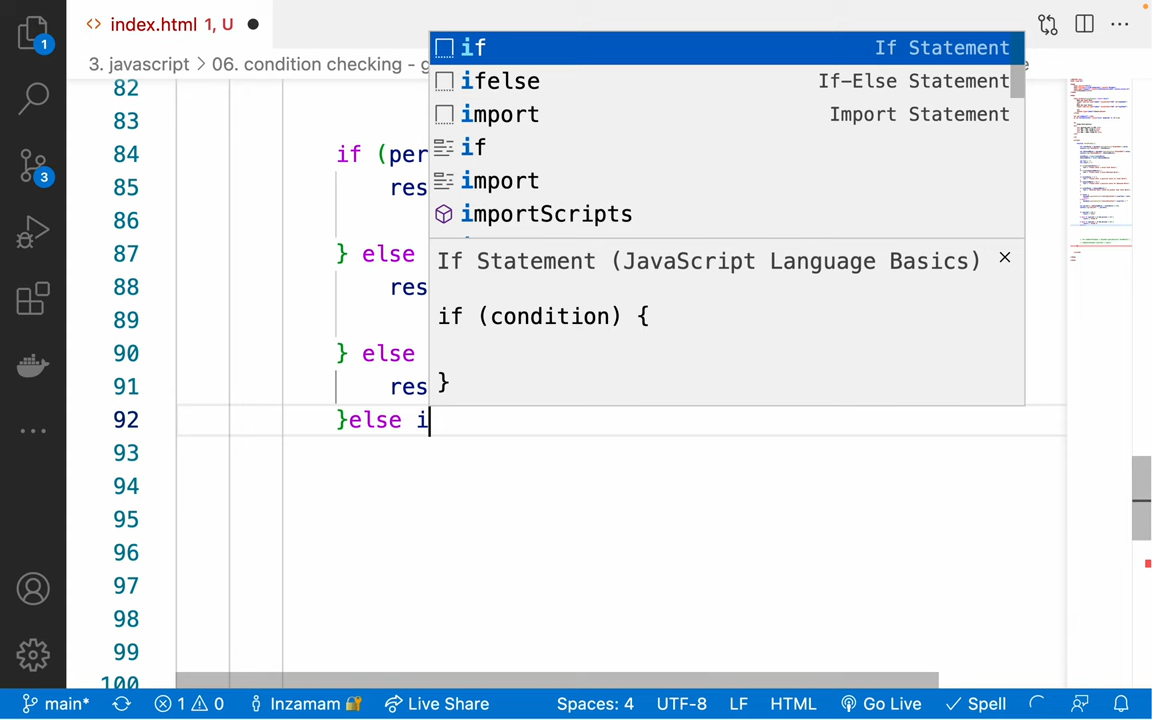 index.html 1, U
3. javascript > 06. condition checking - g
1
3
82
83
84 if (per
85 res
86
87 } else
88 res
89
90 } else
91 res
92 }else i
93
94
95
96
97
98
99
100
if If Statement
ifelse If-Else Statement
import Import Statement
if
import
importScripts
If Statement (JavaScript Language Basics)
if (condition) {
}
main* 1 0 Inzamam Live Share Spaces: 4 UTF-8 LF HTML Go Live Spell